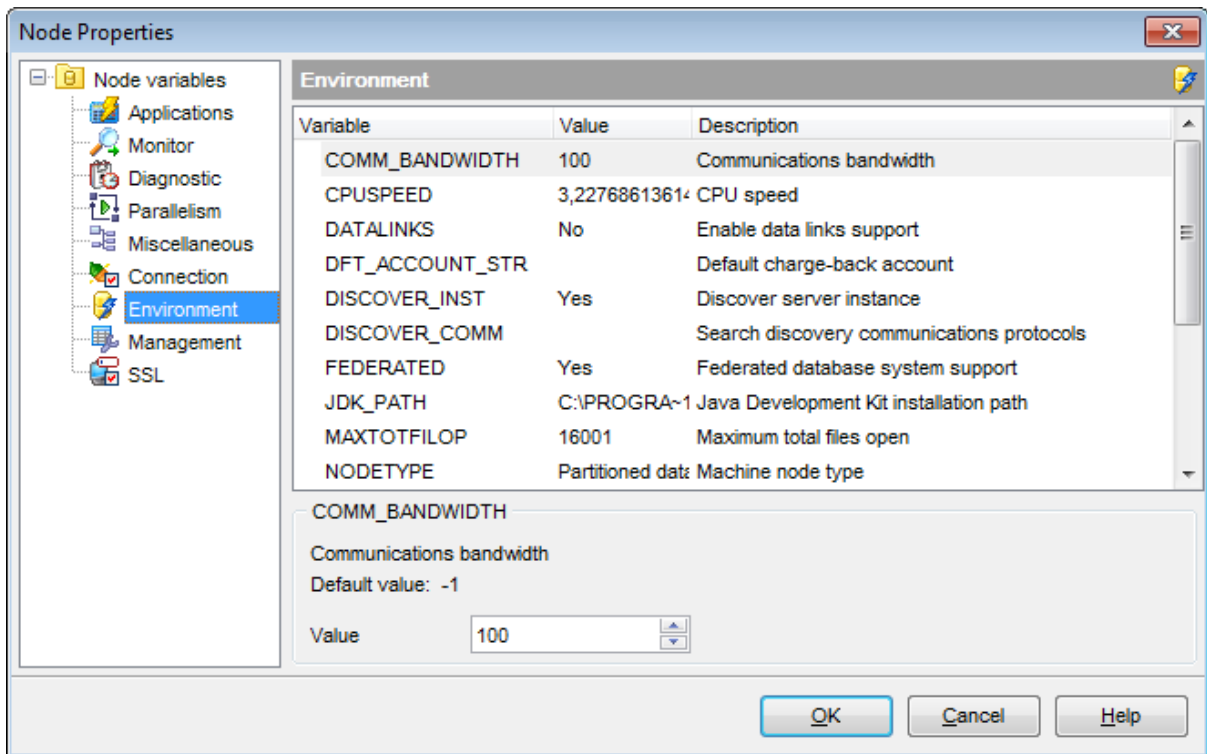 Node Properties
Node variables
Applications
Monitor
Diagnostic
Parallelism
Miscellaneous
Connection
Environment
Management
SSL
Environment
Variable Value Description
COMM_BANDWIDTH 100 Communications bandwidth
CPUSPEED 3,22768613614 CPU speed
DATALINKS No Enable data links support
DFT_ACCOUNT_STR Default charge-back account
DISCOVER_INST Yes Discover server instance
DISCOVER_COMM Search discovery communications protocols
FEDERATED Yes Federated database system support
JDK_PATH C:\PROGRA~1 Java Development Kit installation path
MAXTOTFILOP 16001 Maximum total files open
NODETYPE Partitioned data Machine node type
COMM_BANDWIDTH
Communications bandwidth
Default value: -1
Value 100
OK Cancel Help